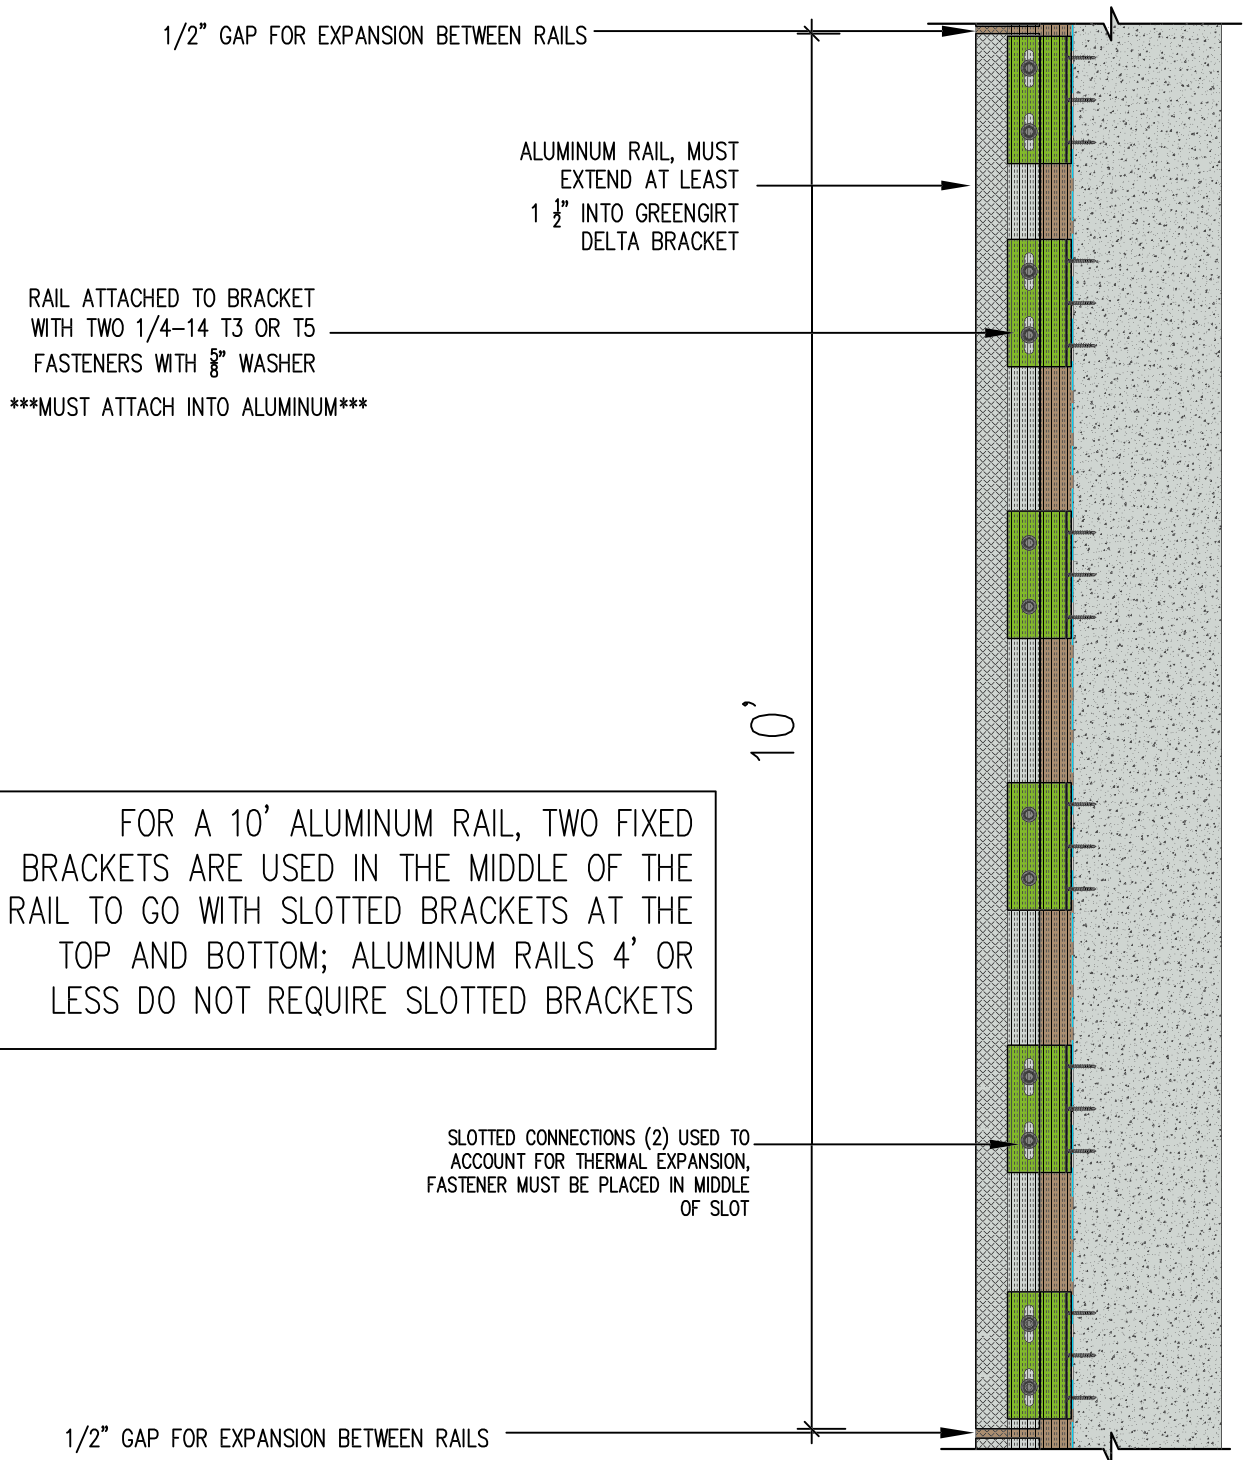 1/2” GAP FOR EXPANSION BETWEEN RAILS
ALUMINUM RAIL, MUST
EXTEND AT LEAST
1 1/2” INTO GREENGIRT
DELTA BRACKET
RAIL ATTACHED TO BRACKET
WITH TWO 1/4–14 T3 OR T5
FASTENERS WITH 5/8” WASHER
***MUST ATTACH INTO ALUMINUM***
10’
FOR A 10’ ALUMINUM RAIL, TWO FIXED
BRACKETS ARE USED IN THE MIDDLE OF THE
RAIL TO GO WITH SLOTTED BRACKETS AT THE
TOP AND BOTTOM; ALUMINUM RAILS 4’ OR
LESS DO NOT REQUIRE SLOTTED BRACKETS
SLOTTED CONNECTIONS (2) USED TO
ACCOUNT FOR THERMAL EXPANSION,
FASTENER MUST BE PLACED IN MIDDLE
OF SLOT
1/2” GAP FOR EXPANSION BETWEEN RAILS